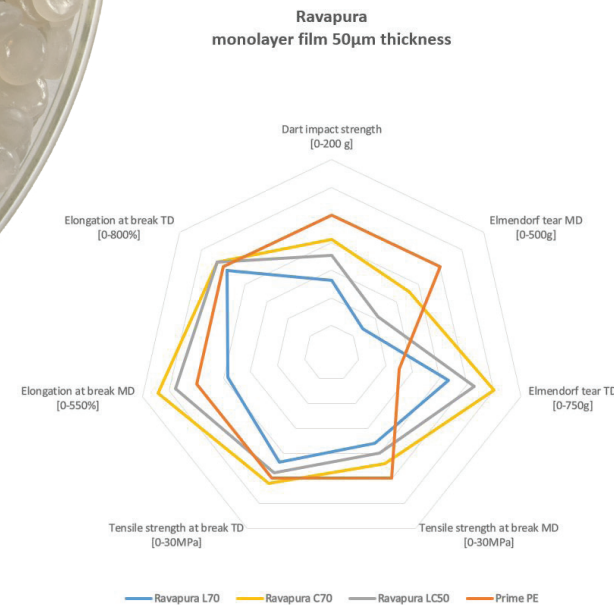 Ravapura
monolayer film 50µm thickness
Dart impact strength
[0-200 g]
Elongation at break TD
[0-800%]
Elmendorf tear MD
[0-500g]
Elongation at break MD
[0-550%]
Elmendorf tear TD
[0-750g]
Tensile strength at break TD
[0-30MPa]
Tensile strength at break MD
[0-30MPa]
Ravapura L70
Ravapura C70
Ravapura LC50
Prime PE